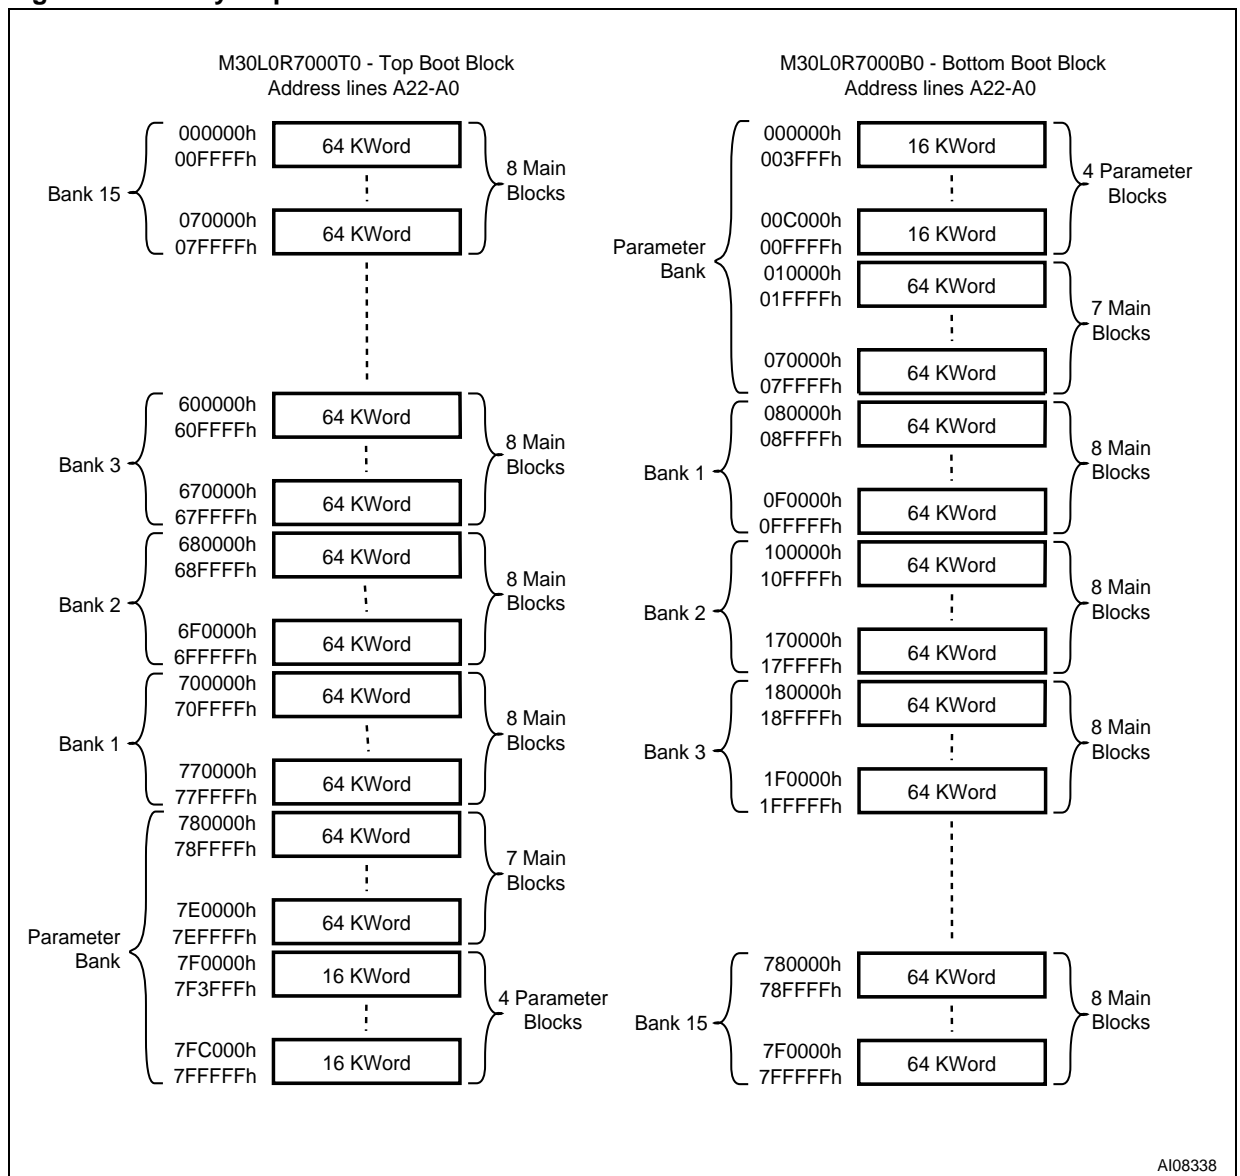 M30L0R7000T0 - Top Boot Block
Address lines A22-A0
000000h
00FFFFh
64 KWord
Bank 15
8 Main
Blocks
070000h
07FFFFh
64 KWord
600000h
60FFFFh
64 KWord
Bank 3
8 Main
Blocks
670000h
67FFFFh
64 KWord
680000h
68FFFFh
64 KWord
Bank 2
8 Main
Blocks
6F0000h
6FFFFFh
64 KWord
700000h
70FFFFh
64 KWord
Bank 1
8 Main
Blocks
770000h
77FFFFh
64 KWord
780000h
78FFFFh
64 KWord
7 Main
Blocks
7E0000h
7EFFFFh
64 KWord
Parameter
Bank
7F0000h
7F3FFFh
16 KWord
4 Parameter
Blocks
7FC000h
7FFFFFh
16 KWord
M30L0R7000B0 - Bottom Boot Block
Address lines A22-A0
000000h
003FFFh
16 KWord
4 Parameter
Blocks
00C000h
00FFFFh
16 KWord
Parameter
Bank
010000h
01FFFFh
64 KWord
7 Main
Blocks
070000h
07FFFFh
64 KWord
080000h
08FFFFh
64 KWord
Bank 1
8 Main
Blocks
0F0000h
0FFFFFh
64 KWord
100000h
10FFFFh
64 KWord
Bank 2
8 Main
Blocks
170000h
17FFFFh
64 KWord
180000h
18FFFFh
64 KWord
Bank 3
8 Main
Blocks
1F0000h
1FFFFFh
64 KWord
780000h
78FFFFh
64 KWord
Bank 15
8 Main
Blocks
7F0000h
7FFFFFh
64 KWord
AI08338